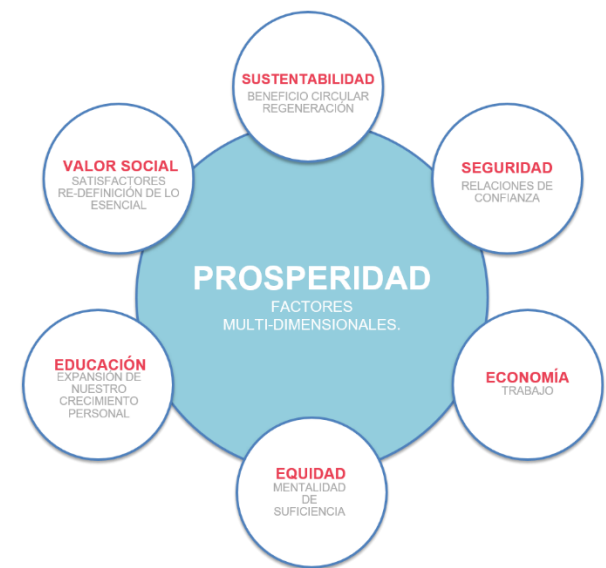 SUSTENTABILIDAD
BENEFICIO CIRCULAR
REGENERACIÓN
VALOR SOCIAL
SATISFACTORES
RE-DEFINICIÓN DE LO
ESENCIAL
SEGURIDAD
RELACIONES DE
CONFIANZA
PROSPERIDAD
FACTORES
MULTI-DIMENSIONALES.
EDUCACIÓN
EXPANSIÓN DE
NUESTRO
CRECIMIENTO
PERSONAL
ECONOMÍA
TRABAJO
EQUIDAD
MENTALIDAD
DE
SUFICIENCIA